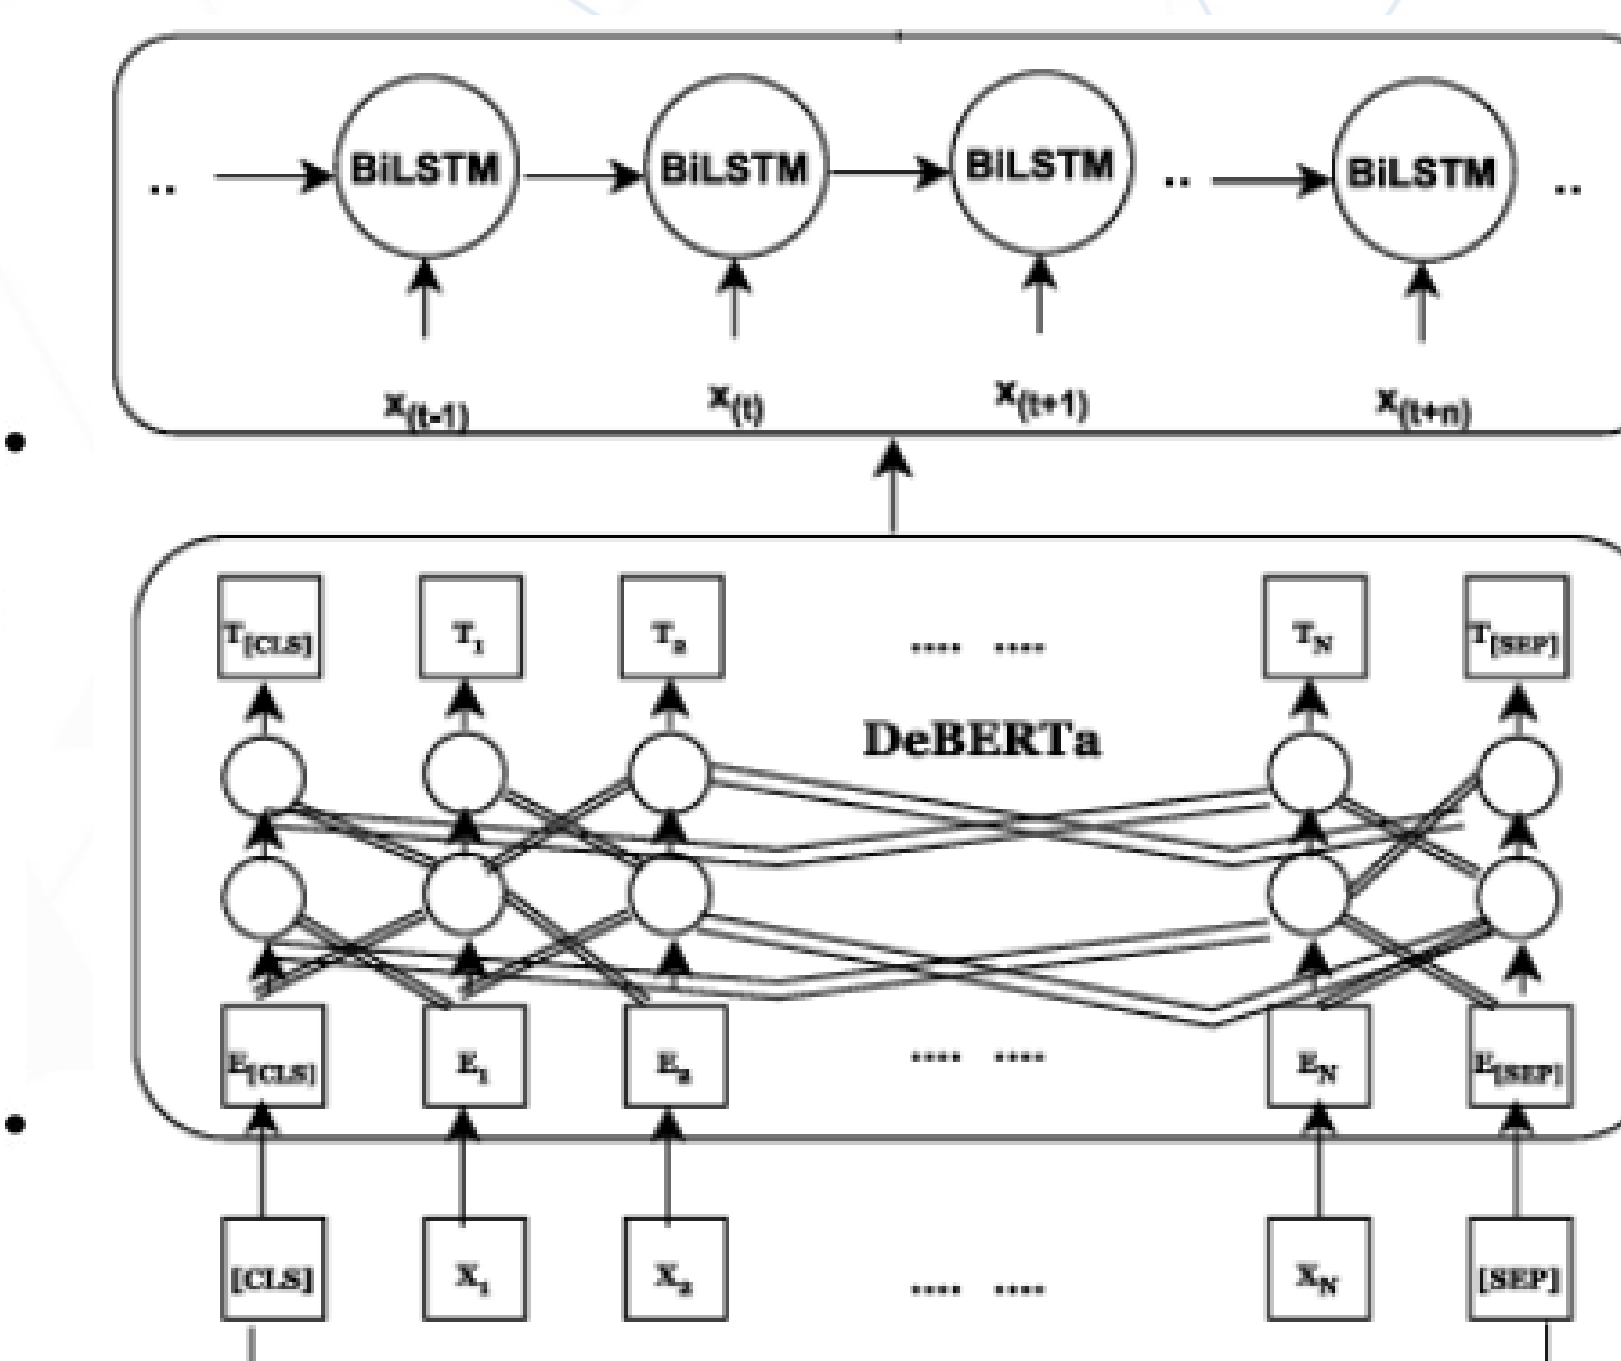 .. BiLSTM BiLSTM BiLSTM .. BiLSTM ..
x(t-1) x(t) x(t+1) x(t+n)
T[CLS] T1 T2 .... .... TN T[SEP]
DeBERTa
E[CLS] E1 E2 .... .... EN E[SEP]
[CLS] X1 X2 .... .... XN [SEP]